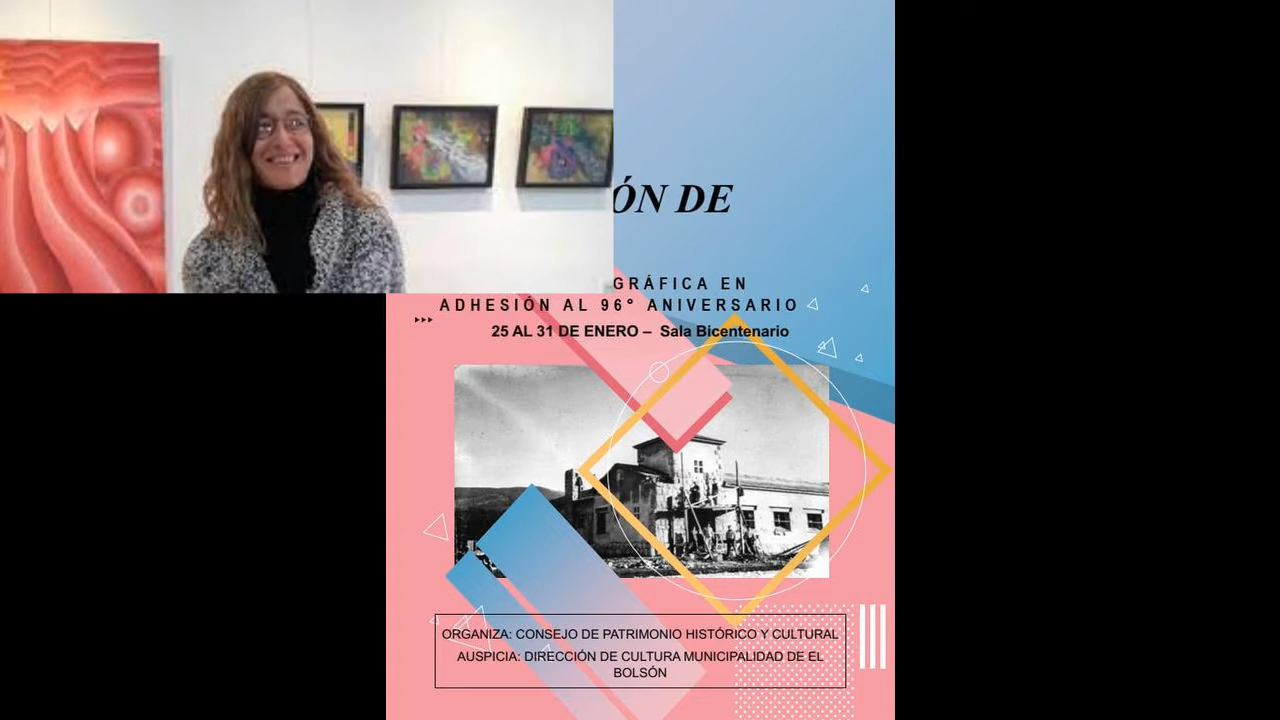 ÓN DE
GRÁFICA EN
ADHESIÓN AL 96° ANIVERSARIO
25 AL 31 DE ENERO – Sala Bicentenario
ORGANIZA: CONSEJO DE PATRIMONIO HISTÓRICO Y CULTURAL
AUSPICIA: DIRECCIÓN DE CULTURA MUNICIPALIDAD DE EL
BOLSÓN